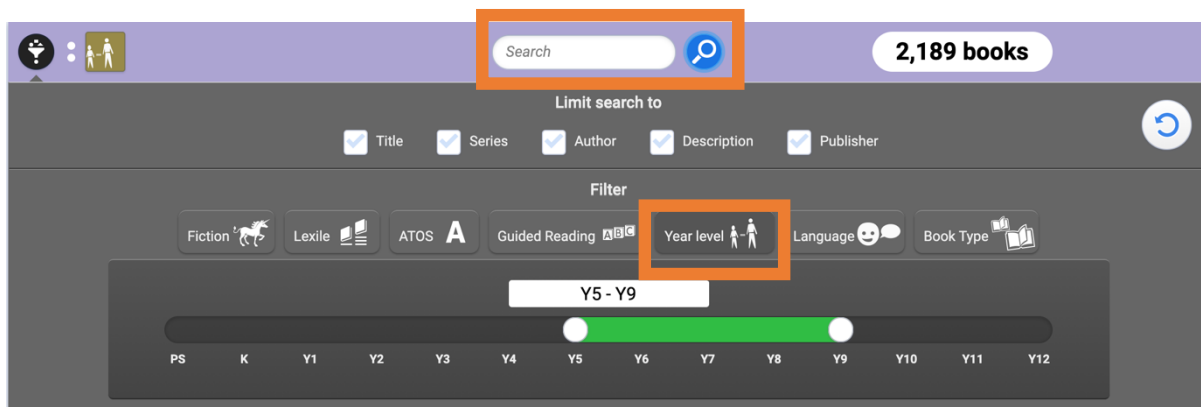 Search
2,189 books
Limit search to
Title Series Author Description Publisher
Filter
Fiction Lexile ATOS A Guided Reading ABC Year level Language Book Type
Y5 - Y9
PS K Y1 Y2 Y3 Y4 Y5 Y6 Y7 Y8 Y9 Y10 Y11 Y12